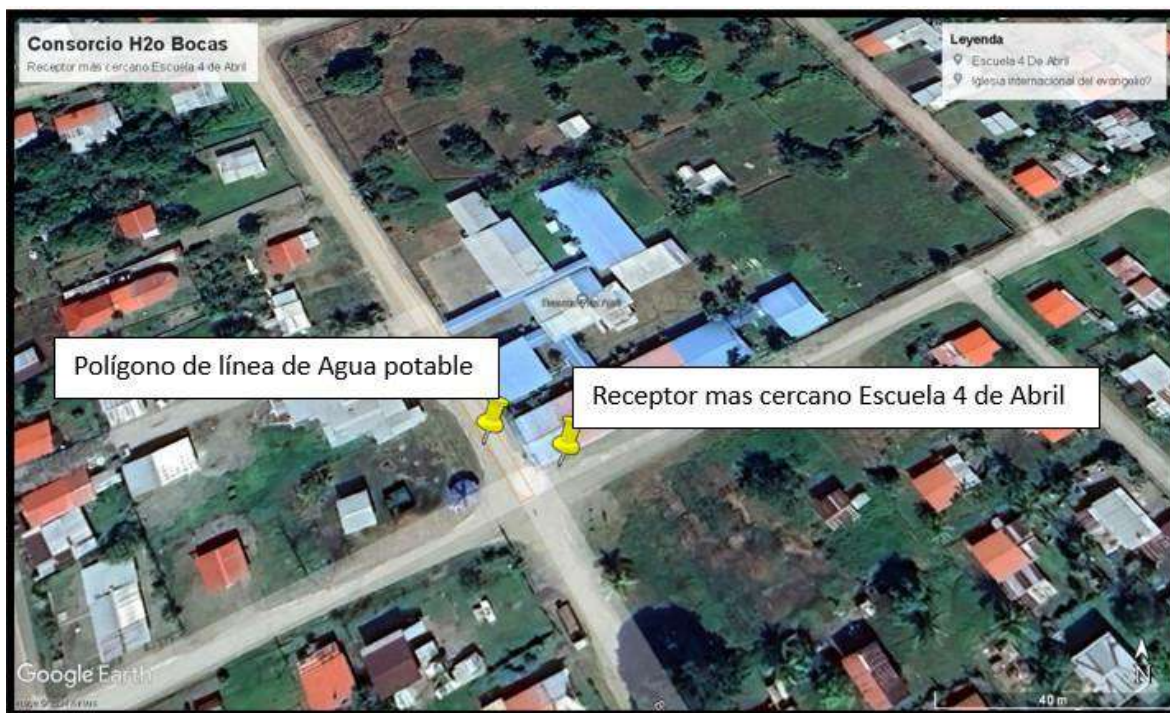 Consorcio H2o Bocas
Receptor más cercano Escuela 4 de Abril
Leyenda
Escuela 4 De Abril
Iglesia internacional del evangelio?
Polígono de línea de Agua potable
Receptor mas cercano Escuela 4 de Abril
Google Earth
40 m
N